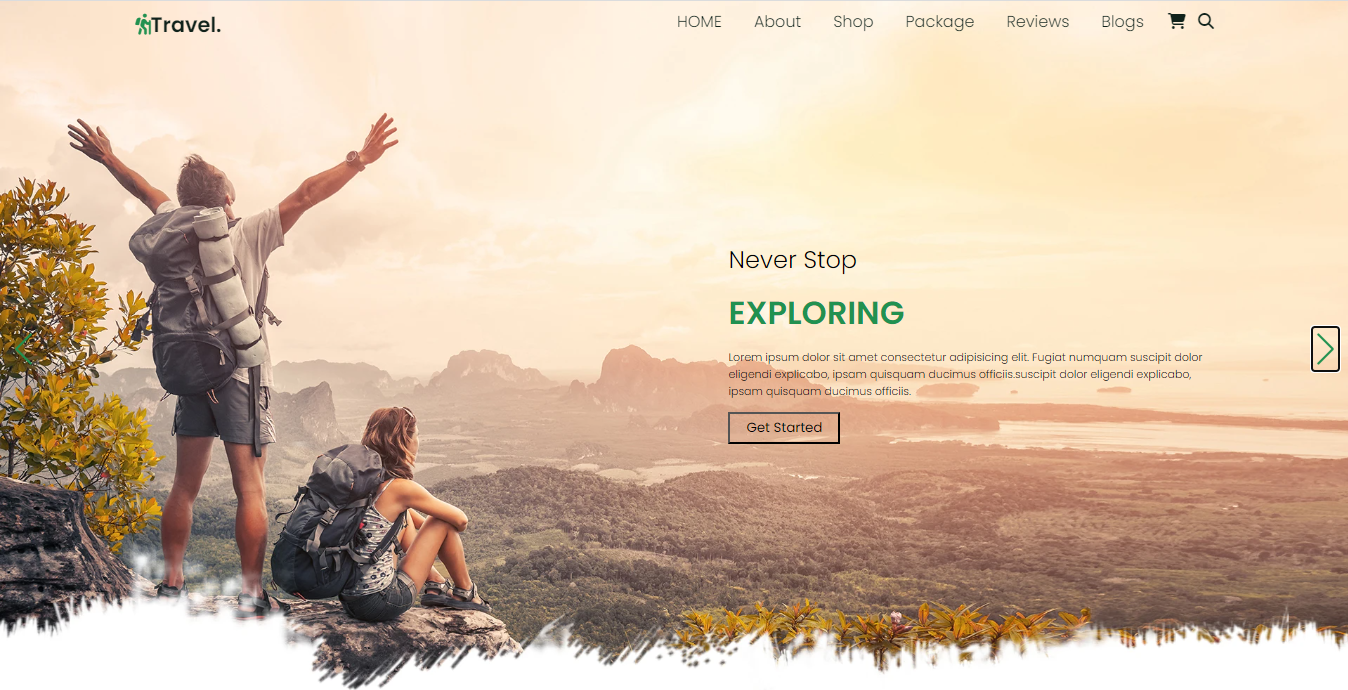 Travel.
HOME About Shop Package Reviews Blogs
Never Stop
EXPLORING
Lorem ipsum dolor sit amet consectetur adipisicing elit. Fugiat numquam suscipit dolor
eligendi explicabo, ipsam quisquam ducimus officiis.suscipit dolor eligendi explicabo,
ipsam quisquam ducimus officiis.
Get Started